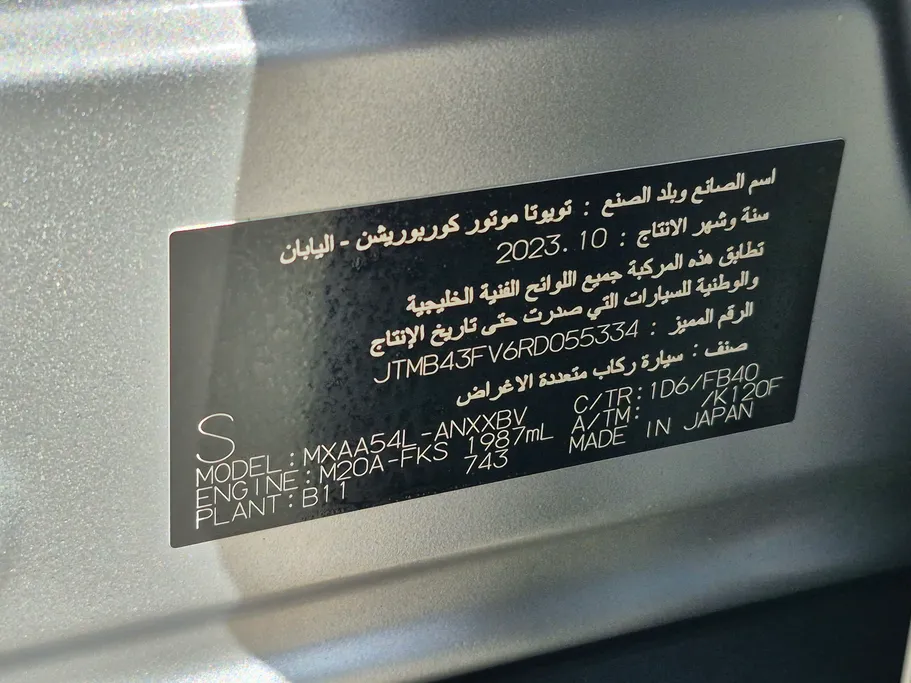 اسم الصانع وبلد الصنع : تويوتا موتور كوربوريشن - اليابان
سنة وشهر الانتاج : 2023.10
تطابق هذه المركبة جميع اللوائح الفنية الخليجية
والوطنية للسيارات التي صدرت حتى تاريخ الإنتاج
الرقم المميز : JTMB43FV6RD055334
صنف : سيارة ركاب متعددة الاغراض
S
MODEL:MXAA54L-ANXXBV C/TR:1D6/FB40
ENGINE:M20A-FKS 1987mL A/TM: /K120F
PLANT:B11 743 MADE IN JAPAN